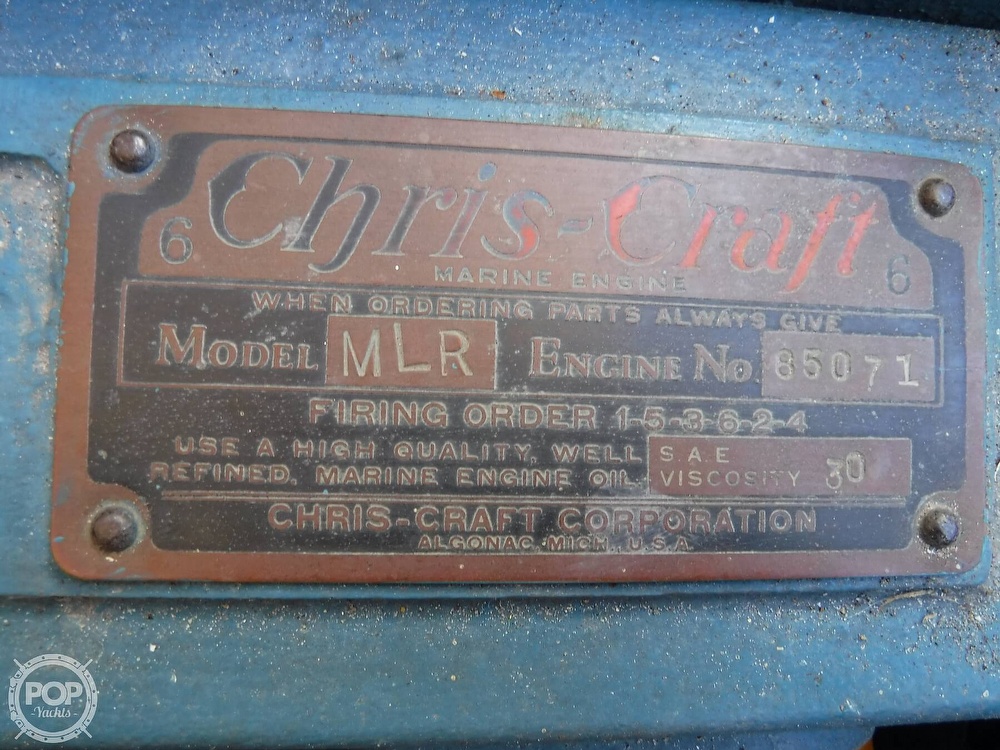 6 Chris-Craft 6
MARINE ENGINE
WHEN ORDERING PARTS ALWAYS GIVE
MODEL MLR ENGINE NO 85071
FIRING ORDER 1-5-3-6-2-4
USE A HIGH QUALITY, WELL
REFINED, MARINE ENGINE OIL,
S.A.E
VISCOSITY 30
CHRIS-CRAFT CORPORATION
ALGONAC, MICH., U.S.A.
POP
Yachts